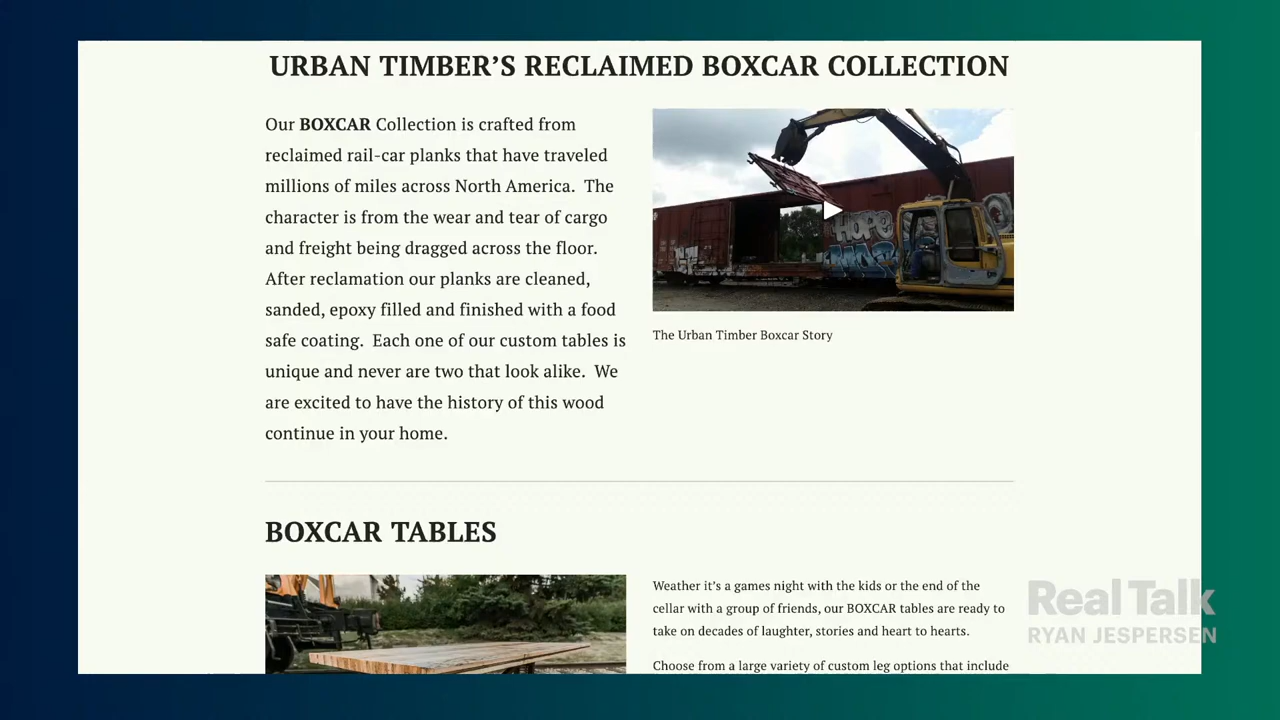 URBAN TIMBER’S RECLAIMED BOXCAR COLLECTION
Our BOXCAR Collection is crafted from
reclaimed rail-car planks that have traveled
millions of miles across North America.  The
character is from the wear and tear of cargo
and freight being dragged across the floor.
After reclamation our planks are cleaned,
sanded, epoxy filled and finished with a food
safe coating.  Each one of our custom tables is
unique and never are two that look alike.  We
are excited to have the history of this wood
continue in your home.
HOPE
The Urban Timber Boxcar Story
BOXCAR TABLES
Weather it’s a games night with the kids or the end of the
cellar with a group of friends, our BOXCAR tables are ready to
take on decades of laughter, stories and heart to hearts.
Choose from a large variety of custom leg options that include
Real Talk
RYAN JESPERSEN